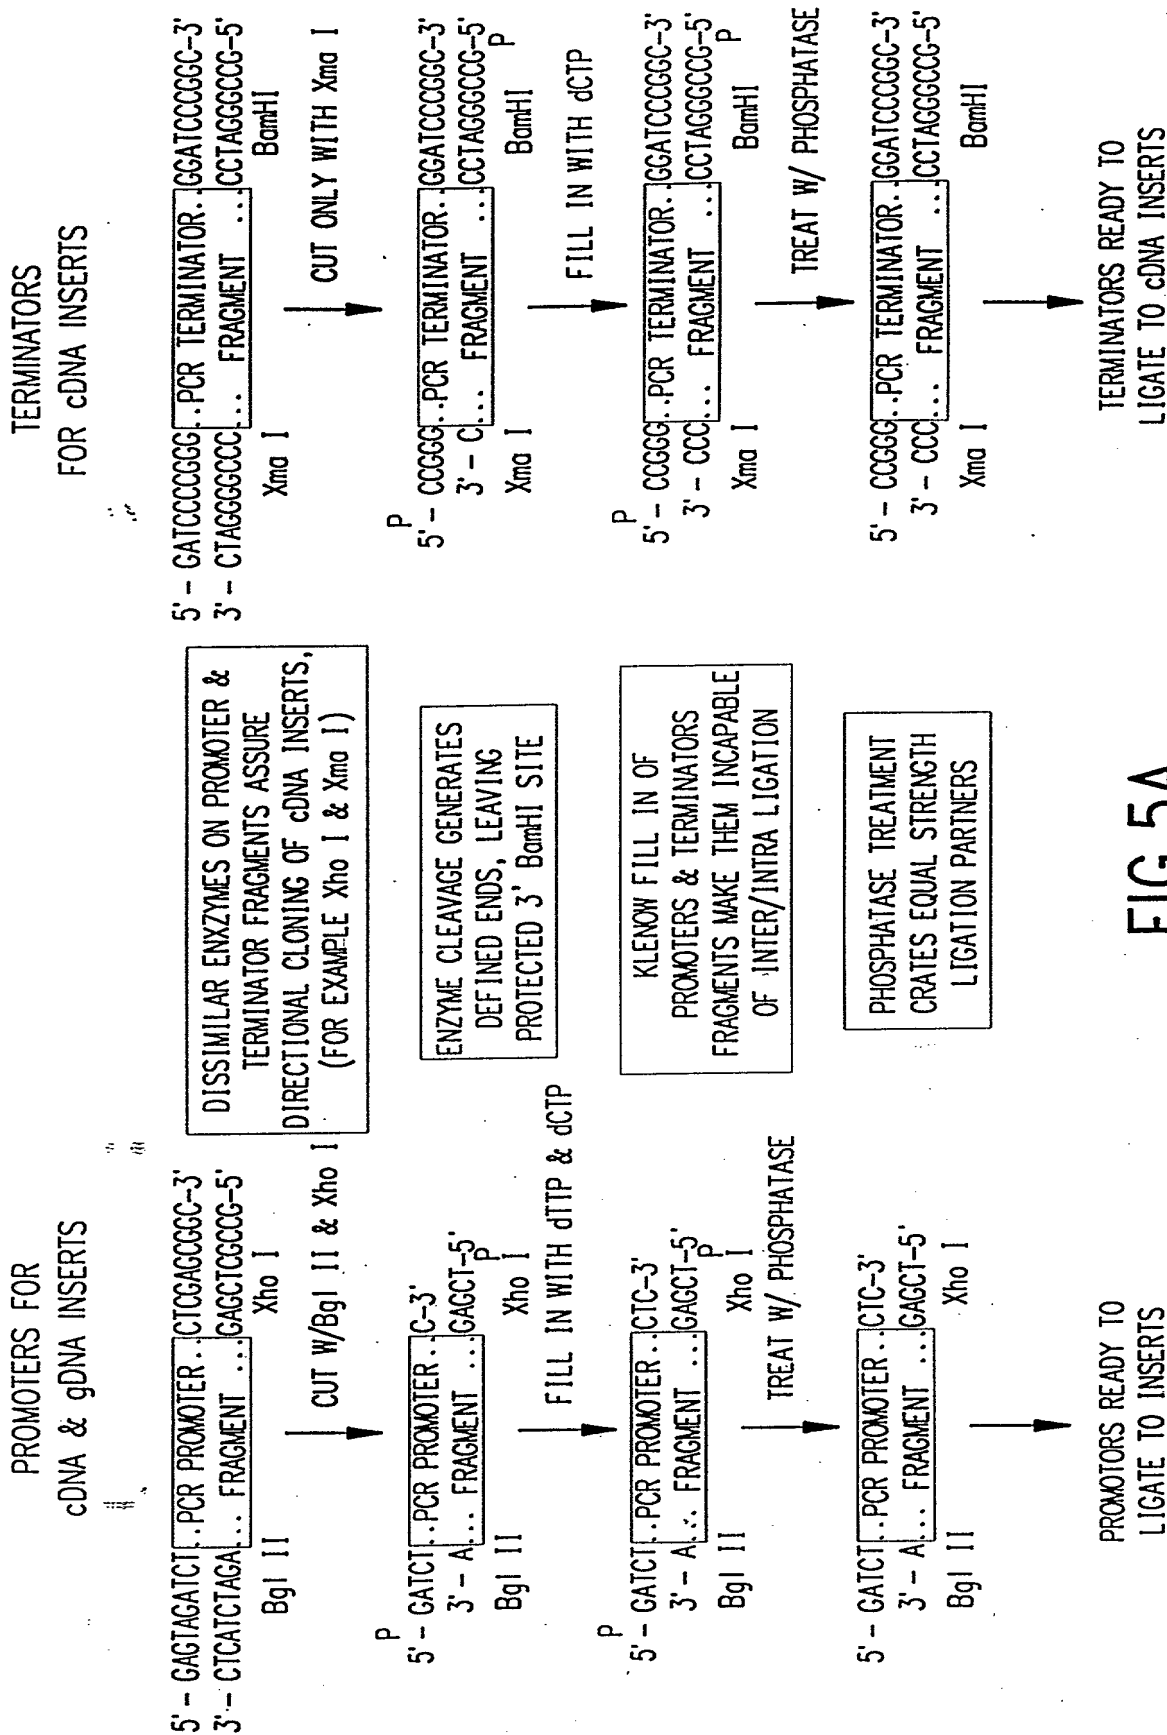 PROMOTERS FOR
cDNA & gDNA INSERTS
5' - GAGTAGATCT..PCR PROMOTER..CTCGAGCGGC-3'
3' - CTCATCTAGA... FRAGMENT ...GAGCTCGCCG-5'
Bgl II Xho I
CUT W/Bgl II & Xho I
P
5' - GATCT..PCR PROMOTER..C-3'
3' - A... FRAGMENT ...GAGCT-5'
P
Bgl II Xho I
FILL IN WITH dTTP & dCTP
P
5' - GATCT..PCR PROMOTER..CTC-3'
3' - A... FRAGMENT ...GAGCT-5'
P
Bgl II Xho I
TREAT W/ PHOSPHATASE
5' - GATCT..PCR PROMOTER..CTC-3'
3' - A... FRAGMENT ...GAGCT-5'
Bgl II Xho I
PROMOTORS READY TO
LIGATE TO INSERTS
DISSIMILAR ENXZYMES ON PROMOTER &
TERMINATOR FRAGMENTS ASSURE
DIRECTIONAL CLONING OF cDNA INSERTS,
(FOR EXAMPLE Xho I & Xma I)
ENZYME CLEAVAGE GENERATES
DEFINED ENDS, LEAVING
PROTECTED 3' BamHI SITE
KLENOW FILL IN OF
PROMOTERS & TERMINATORS
FRAGMENTS MAKE THEM INCAPABLE
OF INTER/INTRA LIGATION
PHOSPHATASE TREATMENT
CRATES EQUAL STRENGTH
LIGATION PARTNERS
TERMINATORS
FOR cDNA INSERTS
5' - GATCCCCGGG..PCR TERMINATOR..GGATCCCGGC-3'
3' - CTAGGGGCCC... FRAGMENT ...CCTAGGGCCG-5'
Xma I BamHI
CUT ONLY WITH Xma I
P
5' - CCGGG..PCR TERMINATOR..GGATCCCGGC-3'
3' - C... FRAGMENT ...CCTAGGGCCG-5'
P
Xma I BamHI
FILL IN WITH dCTP
P
5' - CCGGG..PCR TERMINATOR..GGATCCCGGC-3'
3' - CCC... FRAGMENT ...CCTAGGGCCG-5'
P
Xma I BamHI
TREAT W/ PHOSPHATASE
5' - CCGGG..PCR TERMINATOR..GGATCCCGGC-3'
3' - CCC... FRAGMENT ...CCTAGGGCCG-5'
Xma I BamHI
TERMINATORS READY TO
LIGATE TO cDNA INSERTS
FIG. 5A